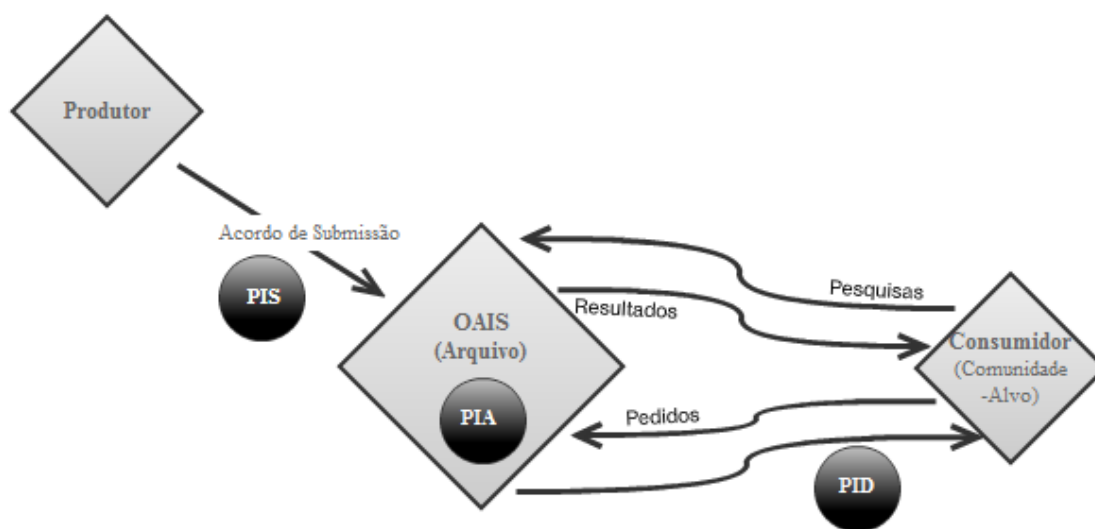 Produtor
Acordo de Submissão
PIS
OAIS
(Arquivo)
PIA
Resultados
Pesquisas
Consumidor
(Comunidade
-Alvo)
Pedidos
PID